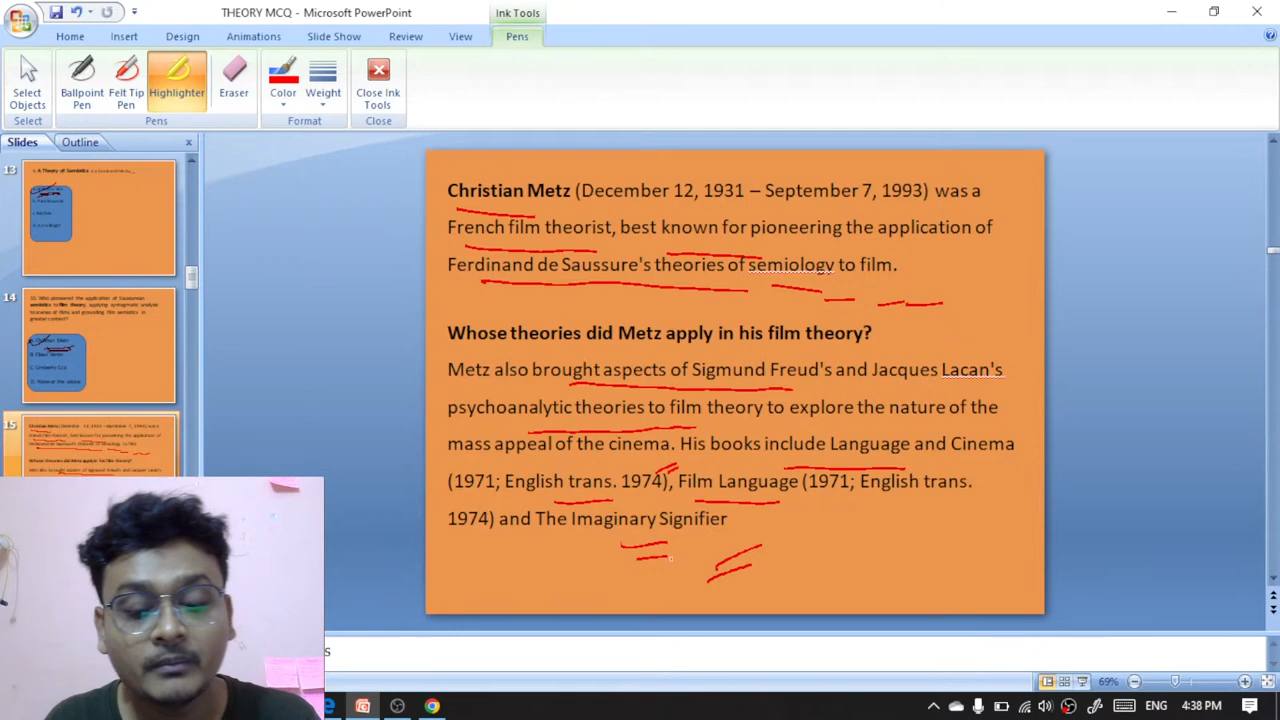 THEORY MCQ - Microsoft PowerPoint
Ink Tools
Home Insert Design Animations Slide Show Review View Pens
Select Objects
Ballpoint Pen
Felt Tip Pen
Highlighter
Eraser
Color
Weight
Close Ink Tools
Select Pens Format Close
Slides Outline
13
14
15
Christian Metz (December 12, 1931 – September 7, 1993) was a
French film theorist, best known for pioneering the application of
Ferdinand de Saussure's theories of semiology to film.
Whose theories did Metz apply in his film theory?
Metz also brought aspects of Sigmund Freud's and Jacques Lacan's
psychoanalytic theories to film theory to explore the nature of the
mass appeal of the cinema. His books include Language and Cinema
(1971; English trans. 1974), Film Language (1971; English trans.
1974) and The Imaginary Signifier
69%
4:38 PM